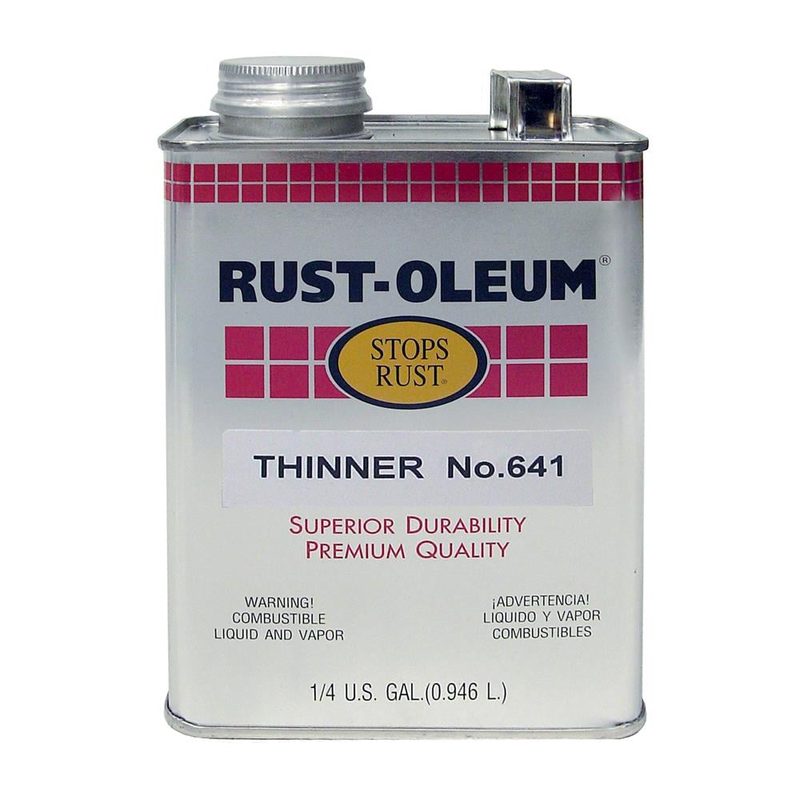 RUST-OLEUM®
STOPS
RUST®
THINNER No.641
SUPERIOR DURABILITY
PREMIUM QUALITY
WARNING!
COMBUSTIBLE
LIQUID AND VAPOR
¡ADVERTENCIA!
LIQUIDO Y VAPOR
COMBUSTIBLES
1/4 U.S. GAL.(0.946 L.)